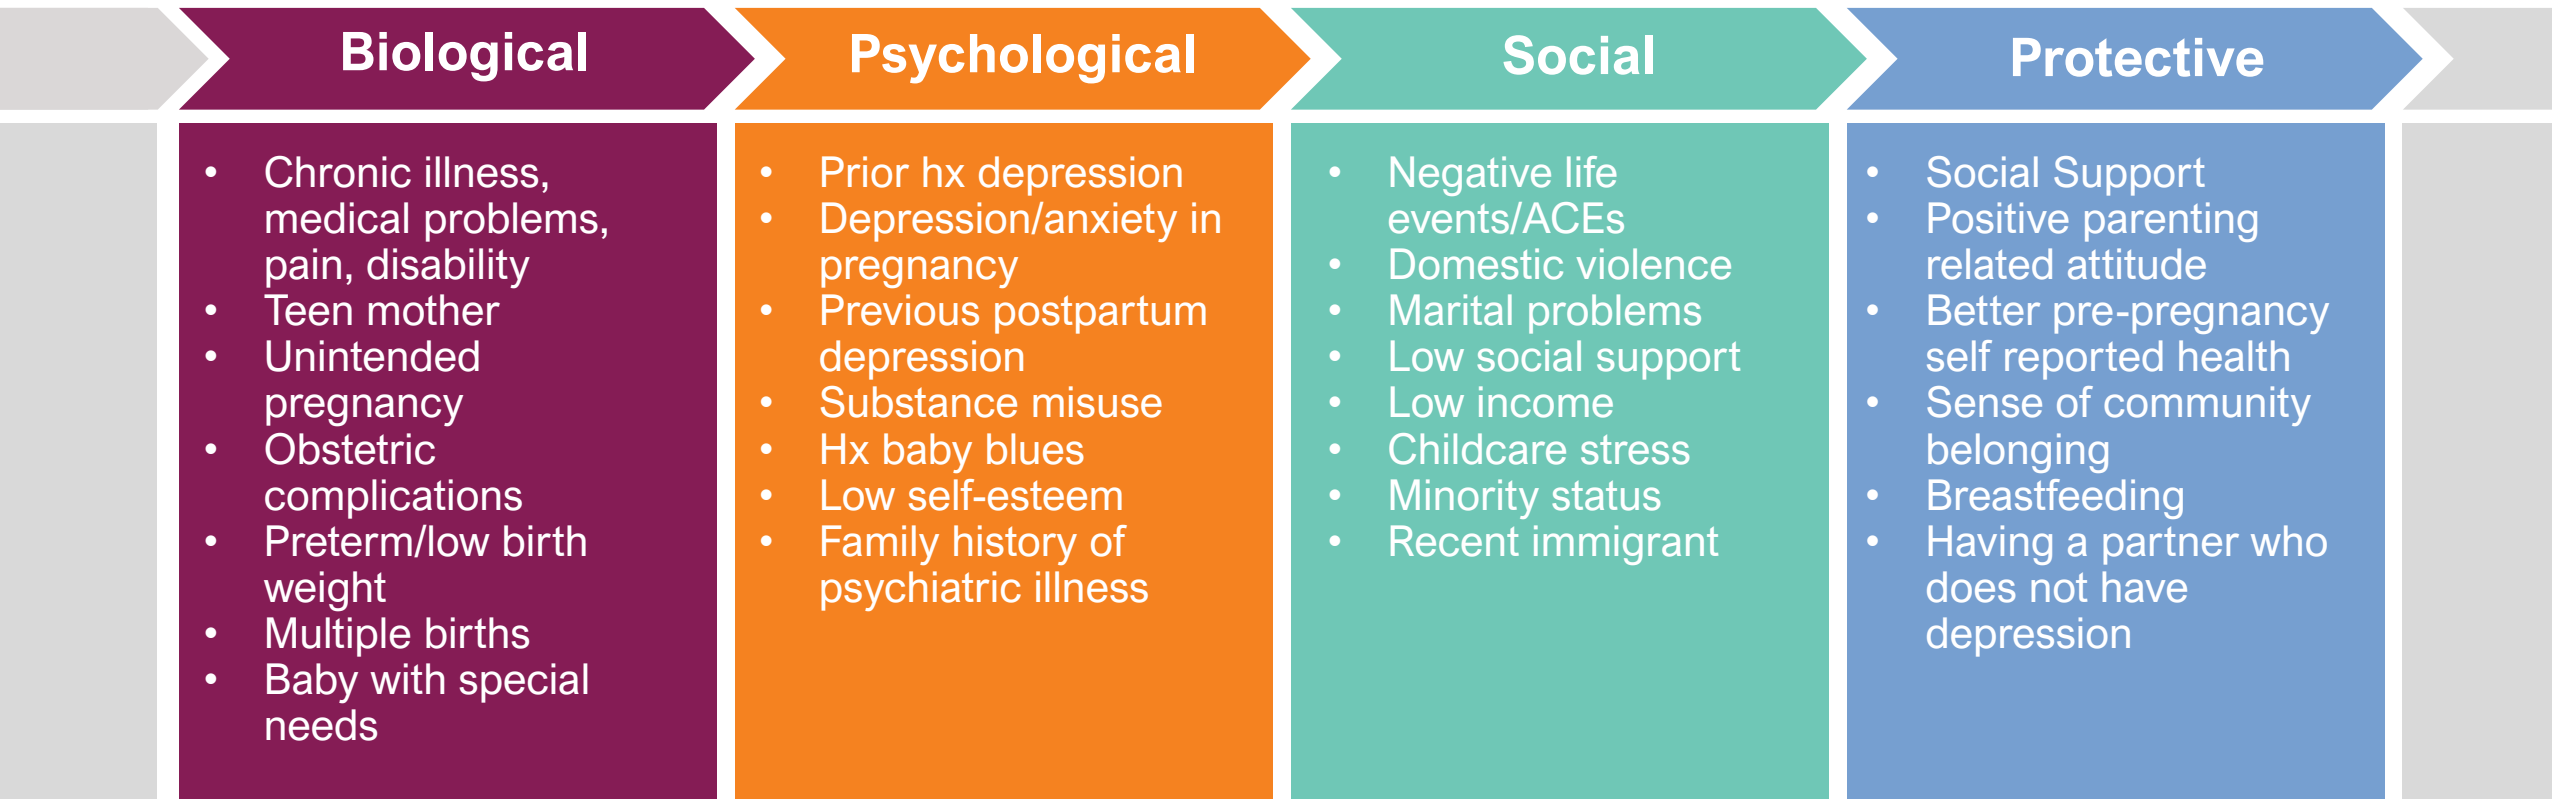 Biological
• Chronic illness,
medical problems,
pain, disability
• Teen mother
• Unintended
pregnancy
• Obstetric
complications
• Preterm/low birth
weight
• Multiple births
• Baby with special
needs
Psychological
• Prior hx depression
• Depression/anxiety in
pregnancy
• Previous postpartum
depression
• Substance misuse
• Hx baby blues
• Low self-esteem
• Family history of
psychiatric illness
Social
• Negative life
events/ACEs
• Domestic violence
• Marital problems
• Low social support
• Low income
• Childcare stress
• Minority status
• Recent immigrant
Protective
• Social Support
• Positive parenting
related attitude
• Better pre-pregnancy
self reported health
• Sense of community
belonging
• Breastfeeding
• Having a partner who
does not have
depression